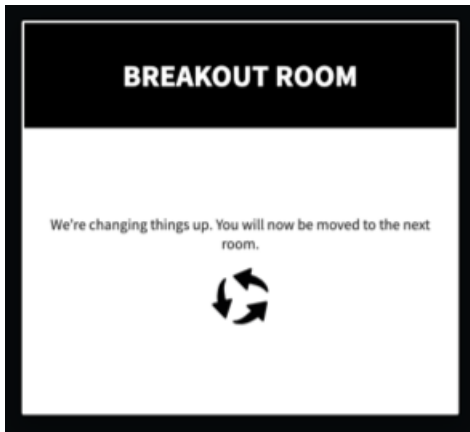 BREAKOUT ROOM
We're changing things up. You will now be moved to the next
room.